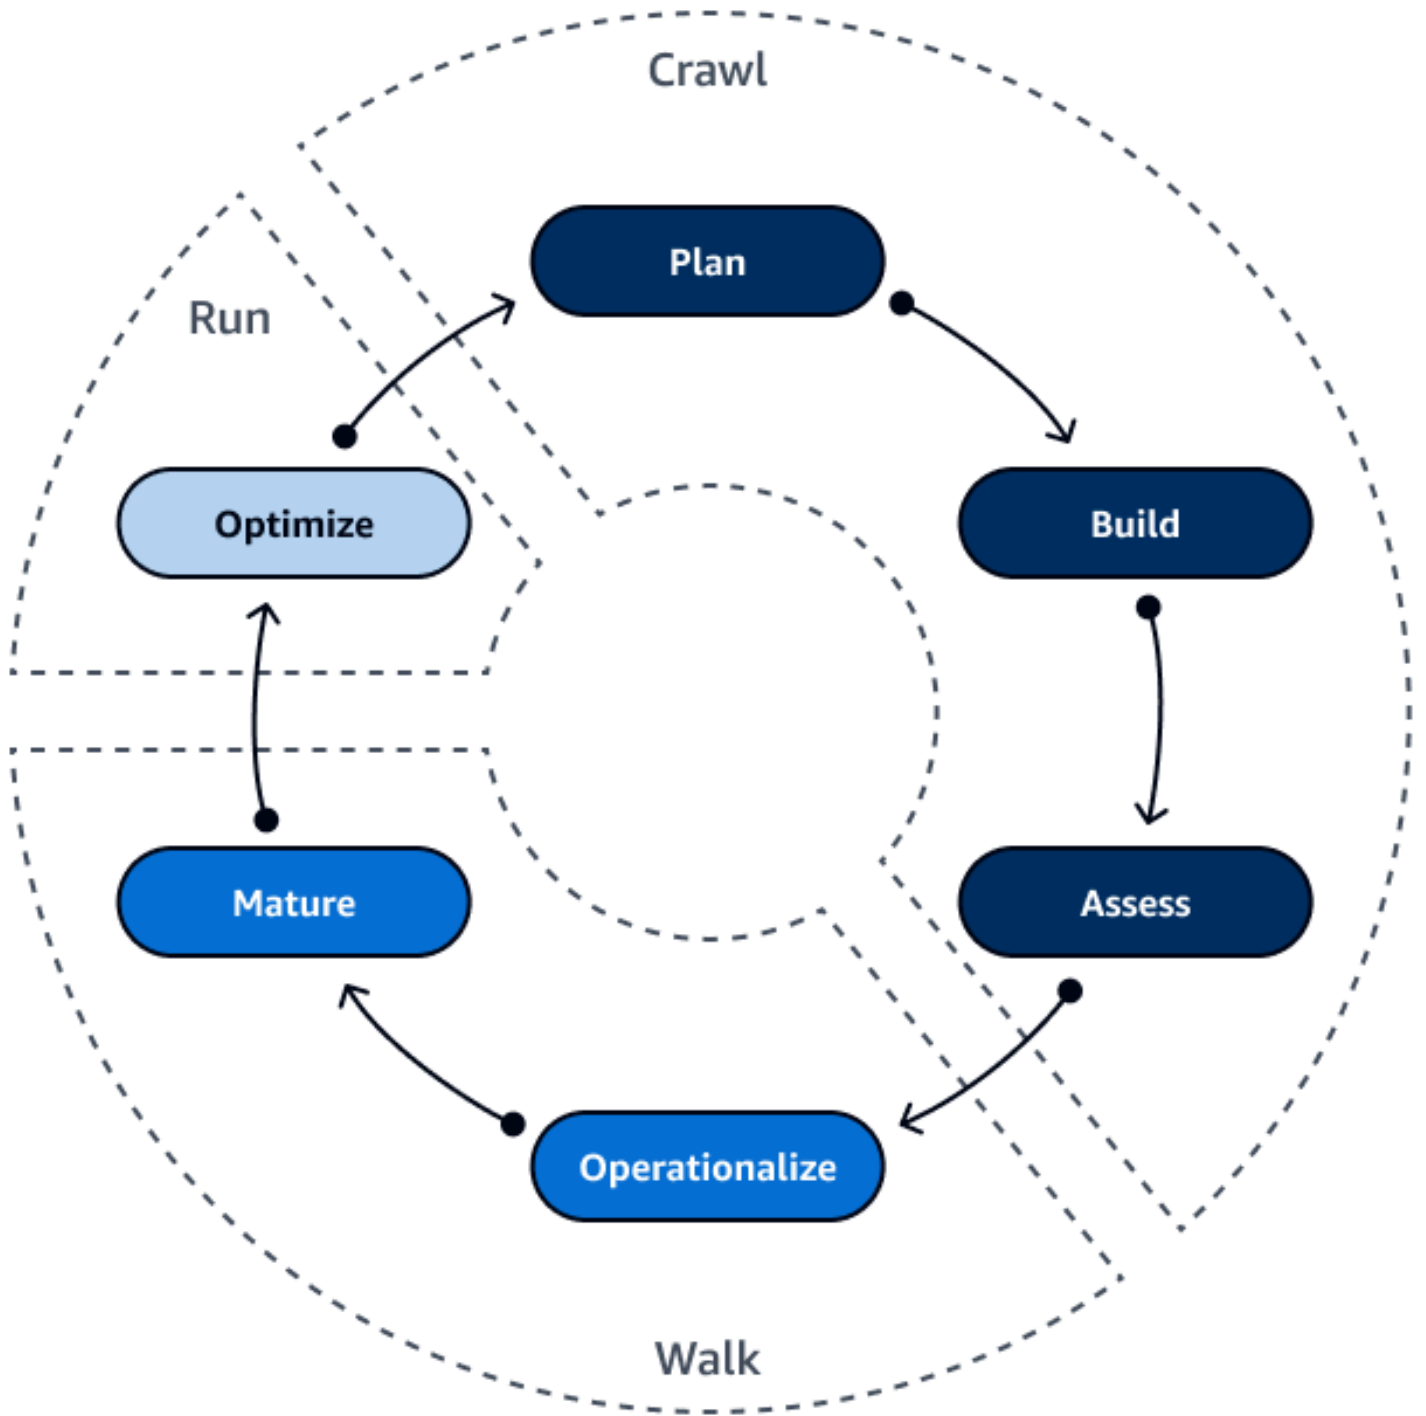 Crawl
Plan
Run
Optimize
Build
Mature
Assess
Operationalize
Walk